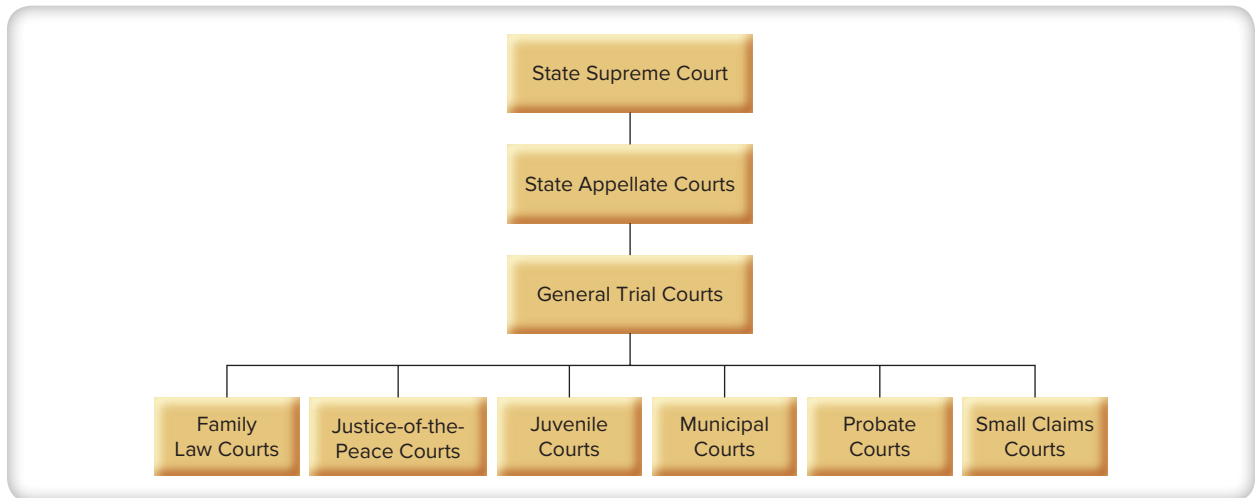 State Supreme Court
State Appellate Courts
General Trial Courts
Family
Law Courts
Justice-of-the-
Peace Courts
Juvenile
Courts
Municipal
Courts
Probate
Courts
Small Claims
Courts